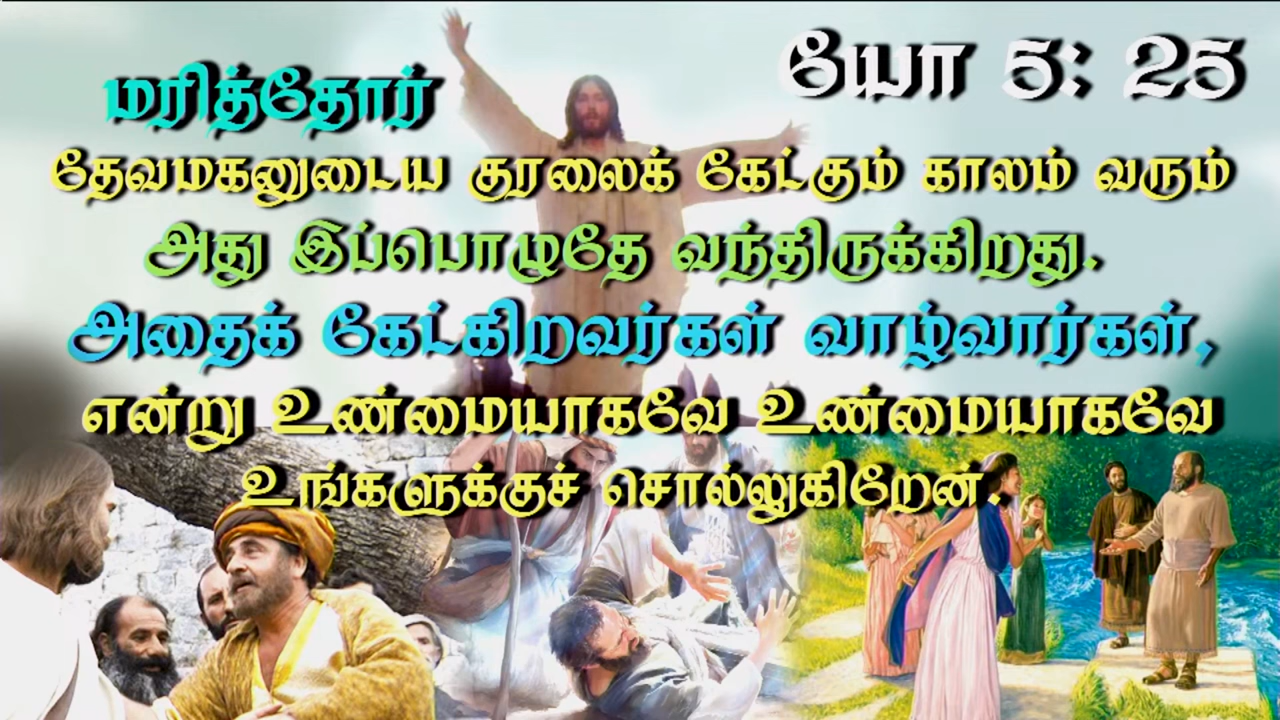 யோ 5: 25
மரித்தோர்
தேவமகனுடைய குரலைக் கேட்கும் காலம் வரும்
அது இப்பொழுதே வந்திருக்கிறது.
அதைக் கேட்கிறவர்கள் வாழ்வார்கள்,
என்று உண்மையாகவே உண்மையாகவே
உங்களுக்குச் சொல்லுகிறேன்.